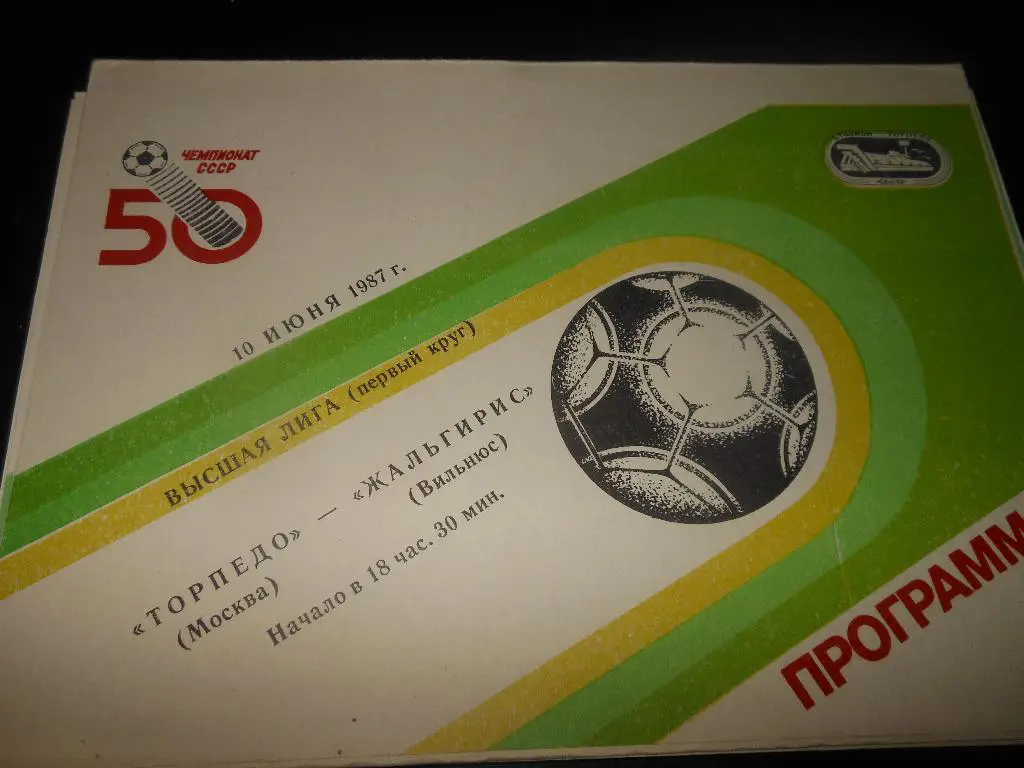 ЧЕМПИОНАТ
СССР
50
10 ИЮНЯ 1987 г.
ВЫСШАЯ ЛИГА (первый круг)
«ТОРПЕДО» — «ЖАЛЬГИРИС»
(Москва) (Вильнюс)
Начало в 18 час. 30 мин.
ПРОГРАММ